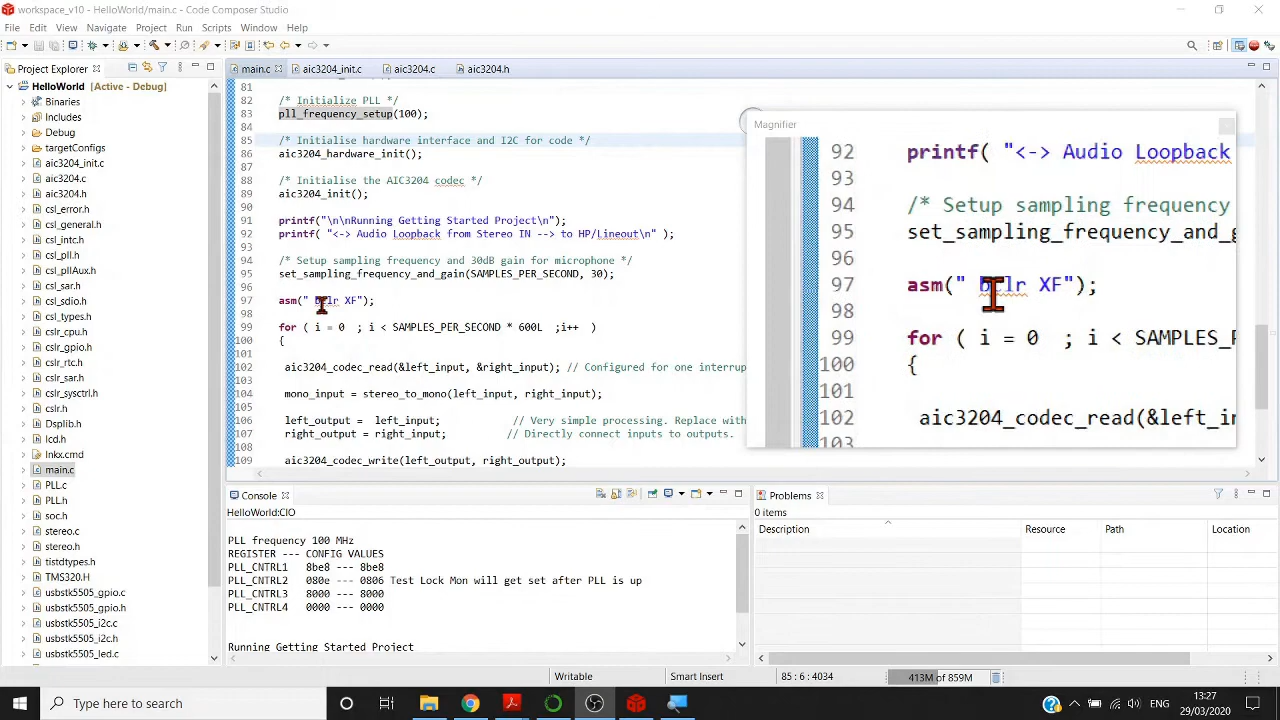 workspace_v10 - HelloWorld/main.c - Code Composer Studio
File Edit View Navigate Project Run Scripts Window Help
Project Explorer
main.c
aic3204_init.c
aic3204.c
aic3204.h
HelloWorld [Active - Debug]
Binaries
Includes
Debug
targetConfigs
aic3204_init.c
aic3204.c
aic3204.h
csl_error.h
csl_general.h
csl_intc.h
csl_pll.h
csl_pllAux.h
csl_sar.h
csl_sdio.h
csl_types.h
cslr_cpu.h
cslr_gpio.h
cslr_rtc.h
cslr_sar.h
cslr_sysctrl.h
cslr.h
Dsplib.h
lcd.h
lnkx.cmd
main.c
PLL.c
PLL.h
soc.h
stereo.c
stereo.h
tistdtypes.h
TMS320.H
usbstk5505_gpio.c
usbstk5505_gpio.h
usbstk5505_i2c.c
usbstk5505_i2c.h
usbstk5505_led.c
81
82 /* Initialize PLL */
83 pll_frequency_setup(100);
84
85 /* Initialise hardware interface and I2C for code */
86 aic3204_hardware_init();
87
88 /* Initialise the AIC3204 codec */
89 aic3204_init();
90
91 printf("\n\nRunning Getting Started Project\n");
92 printf( "<-> Audio Loopback from Stereo IN --> to HP/Lineout\n" );
93
94 /* Setup sampling frequency and 30dB gain for microphone */
95 set_sampling_frequency_and_gain(SAMPLES_PER_SECOND, 30);
96
97 asm(" bclr XF");
98
99 for ( i = 0 ; i < SAMPLES_PER_SECOND * 600L ;i++ )
100 {
101
102 aic3204_codec_read(&left_input, &right_input); // Configured for one interrup
103
104 mono_input = stereo_to_mono(left_input, right_input);
105
106 left_output = left_input; // Very simple processing. Replace with
107 right_output = right_input; // Directly connect inputs to outputs.
108
109 aic3204_codec_write(left_output, right_output);
Magnifier
92 printf( "<-> Audio Loopback
93
94 /* Setup sampling frequency
95 set_sampling_frequency_and_g
96
97 asm(" bclr XF");
98
99 for ( i = 0 ; i < SAMPLES_P
100 {
101
102 aic3204_codec_read(&left_i
103
Console
HelloWorld:CIO
PLL frequency 100 MHz
REGISTER --- CONFIG VALUES
PLL_CNTRL1 8be8 --- 8be8
PLL_CNTRL2 080e --- 0806 Test Lock Mon will get set after PLL is up
PLL_CNTRL3 8000 --- 8000
PLL_CNTRL4 0000 --- 0000
Running Getting Started Project
Problems
0 items
Description Resource Path Location
Writable Smart Insert 85 : 6 : 4034 413M of 859M
Type here to search
ENG
13:27
29/03/2020